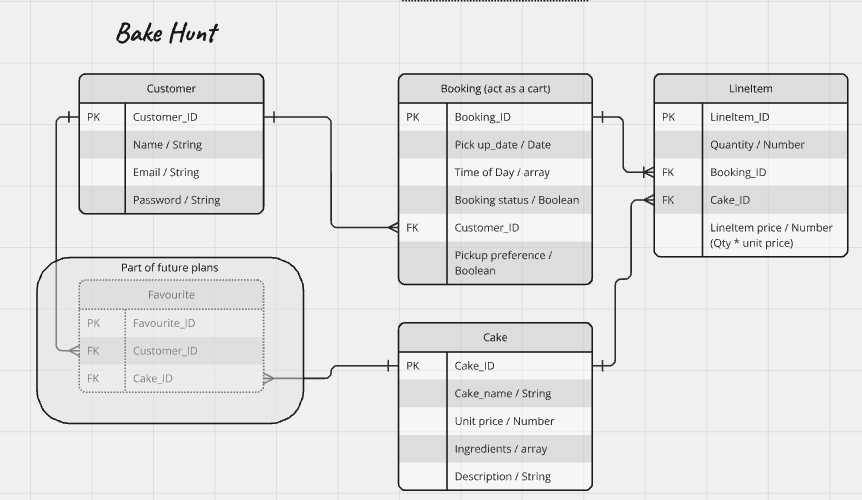 Bake Hunt
Customer
PK Customer_ID
Name / String
Email / String
Password / String
Booking (act as a cart)
PK Booking_ID
Pick up_date / Date
Time of Day / array
Booking status / Boolean
FK Customer_ID
Pickup preference /
Boolean
LineItem
PK LineItem_ID
Quantity / Number
FK Booking_ID
FK Cake_ID
LineItem price / Number
(Qty * unit price)
Part of future plans
Favourite
PK Favourite_ID
FK Customer_ID
FK Cake_ID
Cake
PK Cake_ID
Cake_name / String
Unit price / Number
Ingredients / array
Description / String